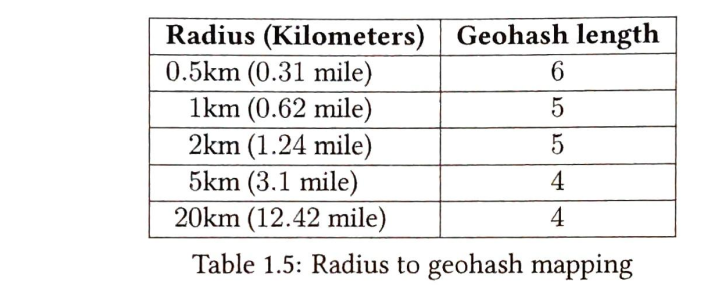 Radius (Kilometers) Geohash length
0.5km (0.31 mile) 6
1km (0.62 mile) 5
2km (1.24 mile) 5
5km (3.1 mile) 4
20km (12.42 mile) 4
Table 1.5: Radius to geohash mapping